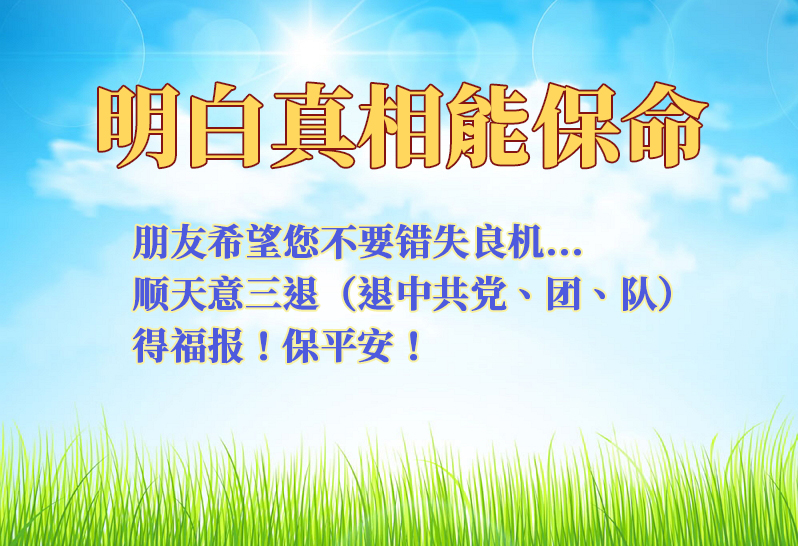 明白真相能保命
朋友希望您不要错失良机...
顺天意三退（退中共党、团、队）
得福报！保平安！